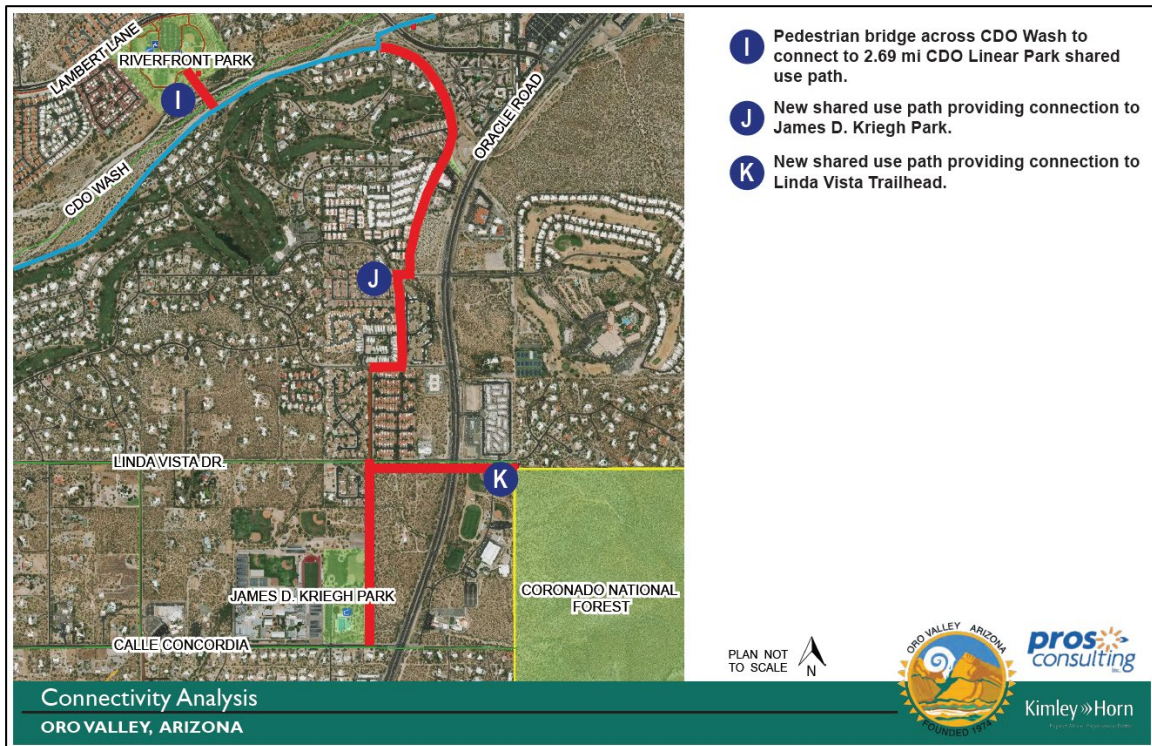 LAMBERT LANE
RIVERFRONT PARK
I
CDO WASH
ORACLE ROAD
J
LINDA VISTA DR.
K
JAMES D. KRIEGH PARK
CORONADO NATIONAL
FOREST
CALLE CONCORDIA
I
Pedestrian bridge across CDO Wash to
connect to 2.69 mi CDO Linear Park shared
use path.
J
New shared use path providing connection to
James D. Kriegh Park.
K
New shared use path providing connection to
Linda Vista Trailhead.
PLAN NOT
TO SCALE
N
ORO VALLEY ARIZONA
FOUNDED 1974
pros
consulting
INC.
Kimley»Horn
Connectivity Analysis
ORO VALLEY, ARIZONA